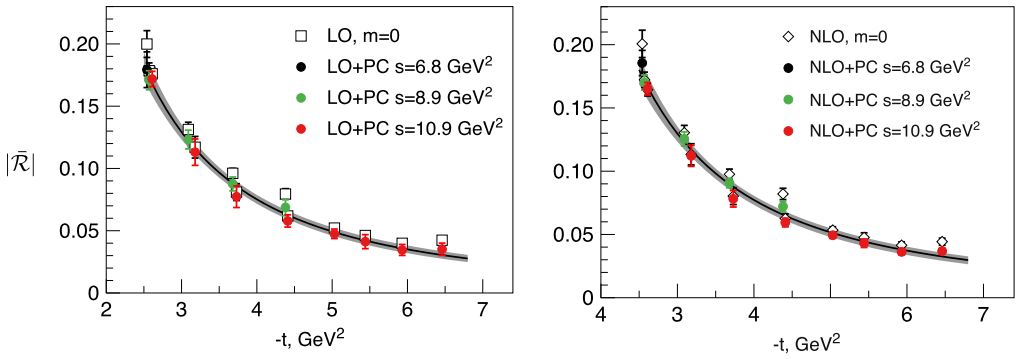 0.20
0.15
0.10
0.05
0
|R̄|
LO, m=0
LO+PC s=6.8 GeV²
LO+PC s=8.9 GeV²
LO+PC s=10.9 GeV²
2 3 4 5 6 7
-t, GeV²
0.20
0.15
0.10
0.05
0
NLO, m=0
NLO+PC s=6.8 GeV²
NLO+PC s=8.9 GeV²
NLO+PC s=10.9 GeV²
4 3 4 5 6 7
-t, GeV²